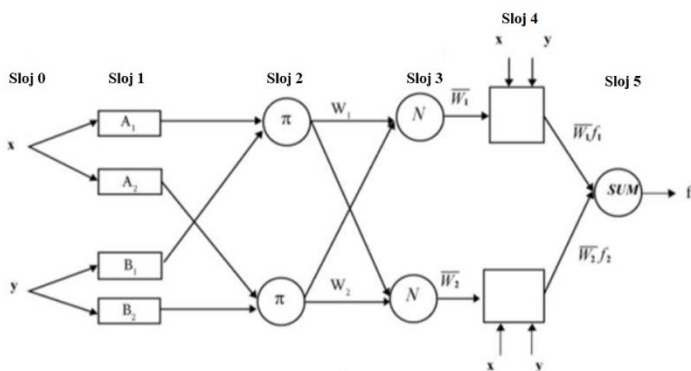 Sloj 4
x y
Sloj 0 Sloj 1 Sloj 2 Sloj 3 Sloj 5
A₁ π W₁ N W̅₁
W̅₁f₁
x
A₂
SUM f
B₁
W̅₂f₂
y
B₂ π W₂ N W̅₂
x y